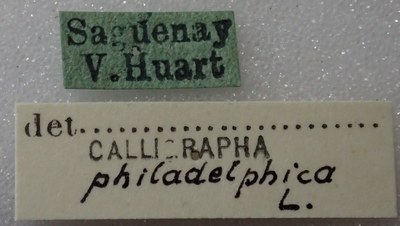 Saguenay
V. Huart
det.............................
CALLIGRAPHA
philadelphica
L.